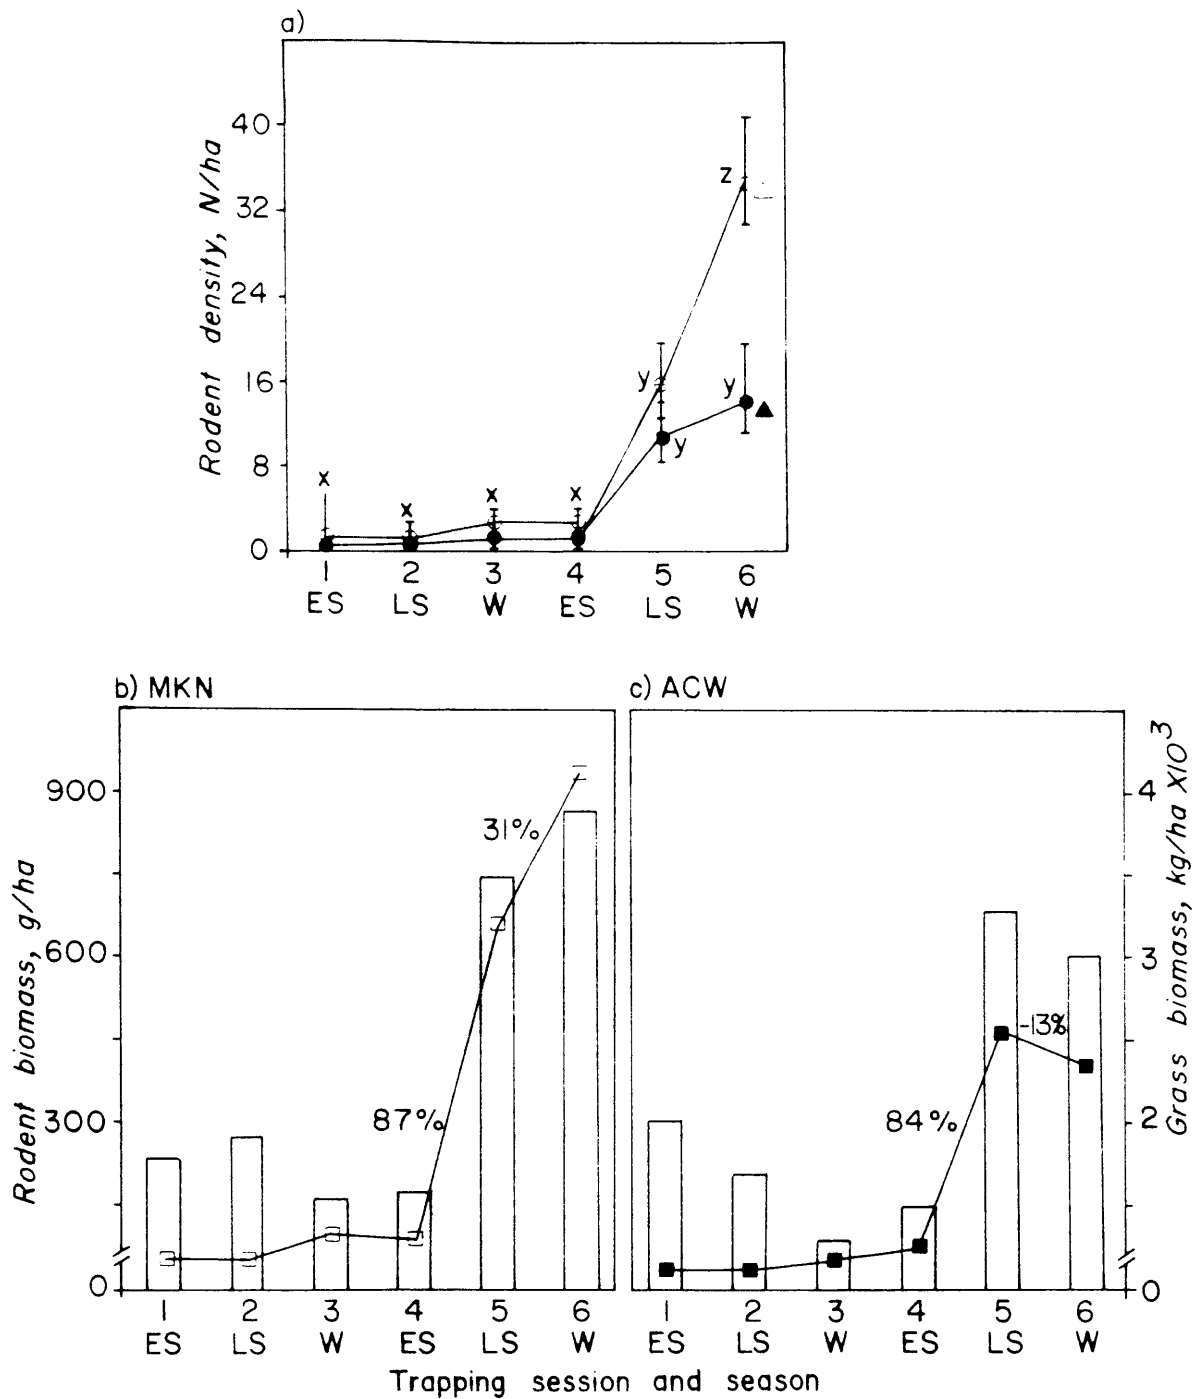 a)
Rodent density, N/ha
40
32
24
16
8
0
x x x x y y z y
1 2 3 4 5 6
ES LS W ES LS W
b) MKN
c) ACW
Rodent biomass, g/ha
900
600
300
0
31%
87%
84%
-13%
Grass biomass, kg/ha X10³
4
3
2
1
0
1 2 3 4 5 6 1 2 3 4 5 6
ES LS W ES LS W ES LS W ES LS W
Trapping session and season